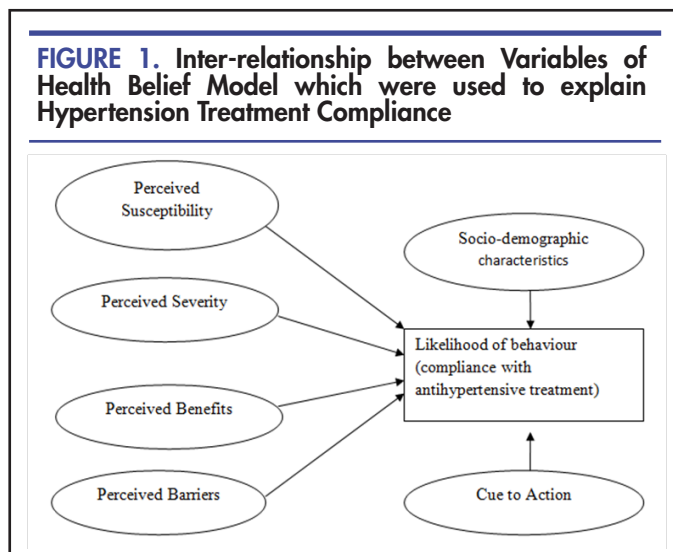 FIGURE 1. Inter-relationship between Variables of
Health Belief Model which were used to explain
Hypertension Treatment Compliance
Perceived
Susceptibility
Socio-demographic
characteristics
Perceived Severity
Likelihood of behaviour
(compliance with
antihypertensive treatment)
Perceived Benefits
Perceived Barriers
Cue to Action